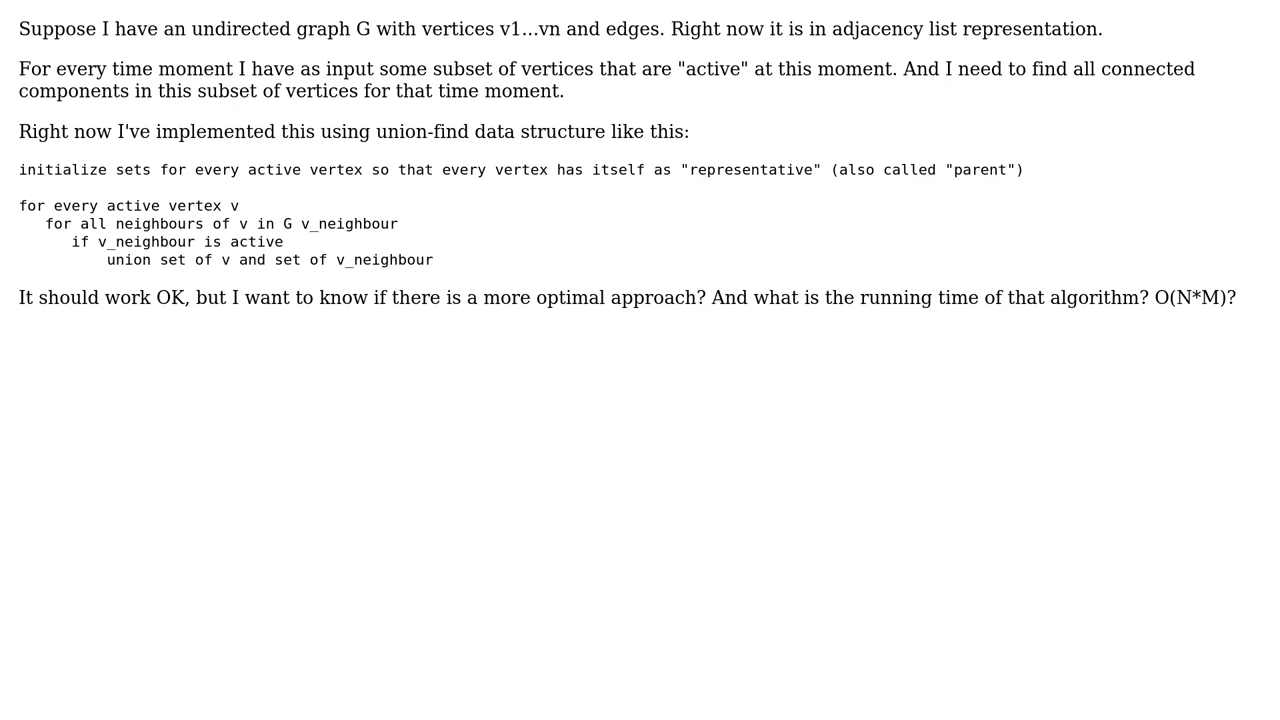 Suppose I have an undirected graph G with vertices v1...vn and edges. Right now it is in adjacency list representation.
For every time moment I have as input some subset of vertices that are "active" at this moment. And I need to find all connected
components in this subset of vertices for that time moment.
Right now I've implemented this using union-find data structure like this:
initialize sets for every active vertex so that every vertex has itself as "representative" (also called "parent")
for every active vertex v
   for all neighbours of v in G v_neighbour
      if v_neighbour is active
          union set of v and set of v_neighbour
It should work OK, but I want to know if there is a more optimal approach? And what is the running time of that algorithm? O(N*M)?